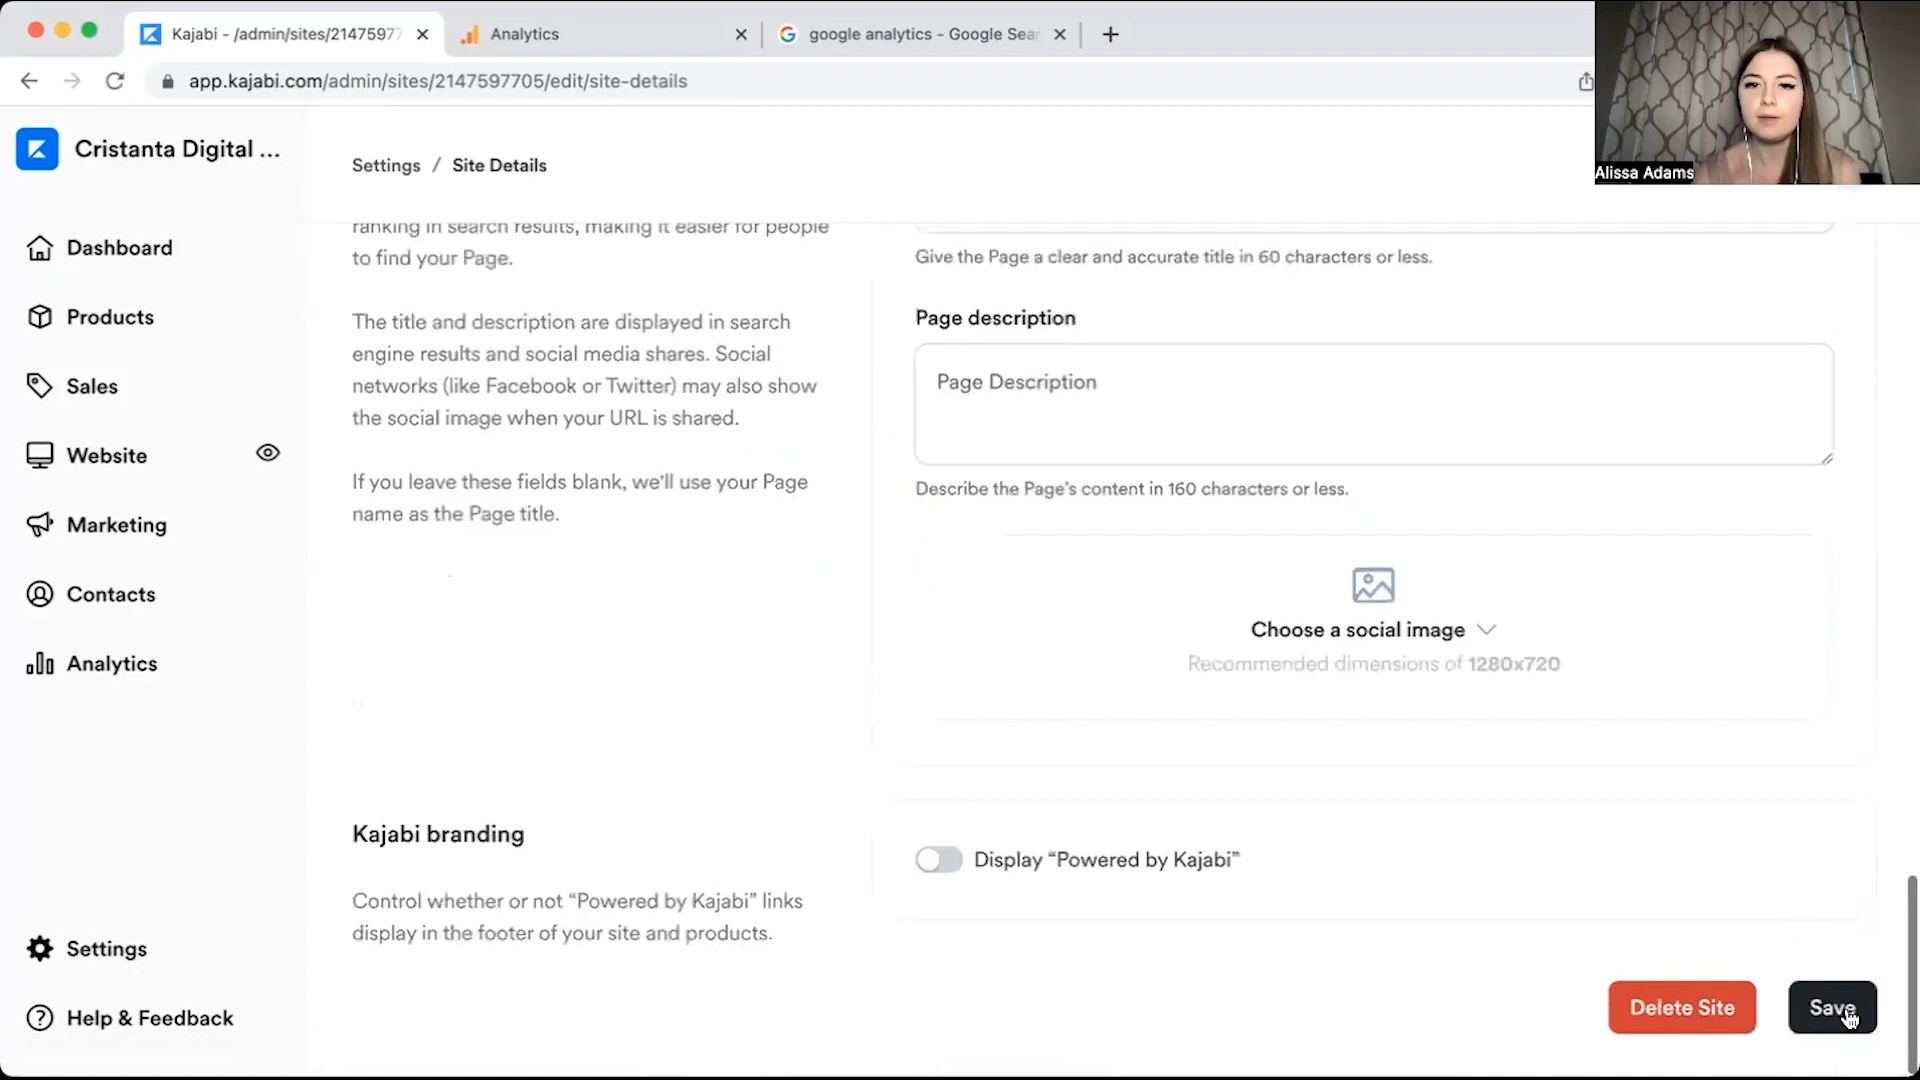 Kajabi - /admin/sites/21475977
Analytics
google analytics - Google Sear
app.kajabi.com/admin/sites/2147597705/edit/site-details
Alissa Adams
Cristanta Digital ...
Settings / Site Details
Dashboard
Products
Sales
Website
Marketing
Contacts
Analytics
Settings
Help & Feedback
ranking in search results, making it easier for people
to find your Page.
The title and description are displayed in search
engine results and social media shares. Social
networks (like Facebook or Twitter) may also show
the social image when your URL is shared.
If you leave these fields blank, we'll use your Page
name as the Page title.
Give the Page a clear and accurate title in 60 characters or less.
Page description
Page Description
Describe the Page's content in 160 characters or less.
Choose a social image
Recommended dimensions of 1280x720
Kajabi branding
Control whether or not “Powered by Kajabi” links
display in the footer of your site and products.
Display “Powered by Kajabi”
Delete Site
Save